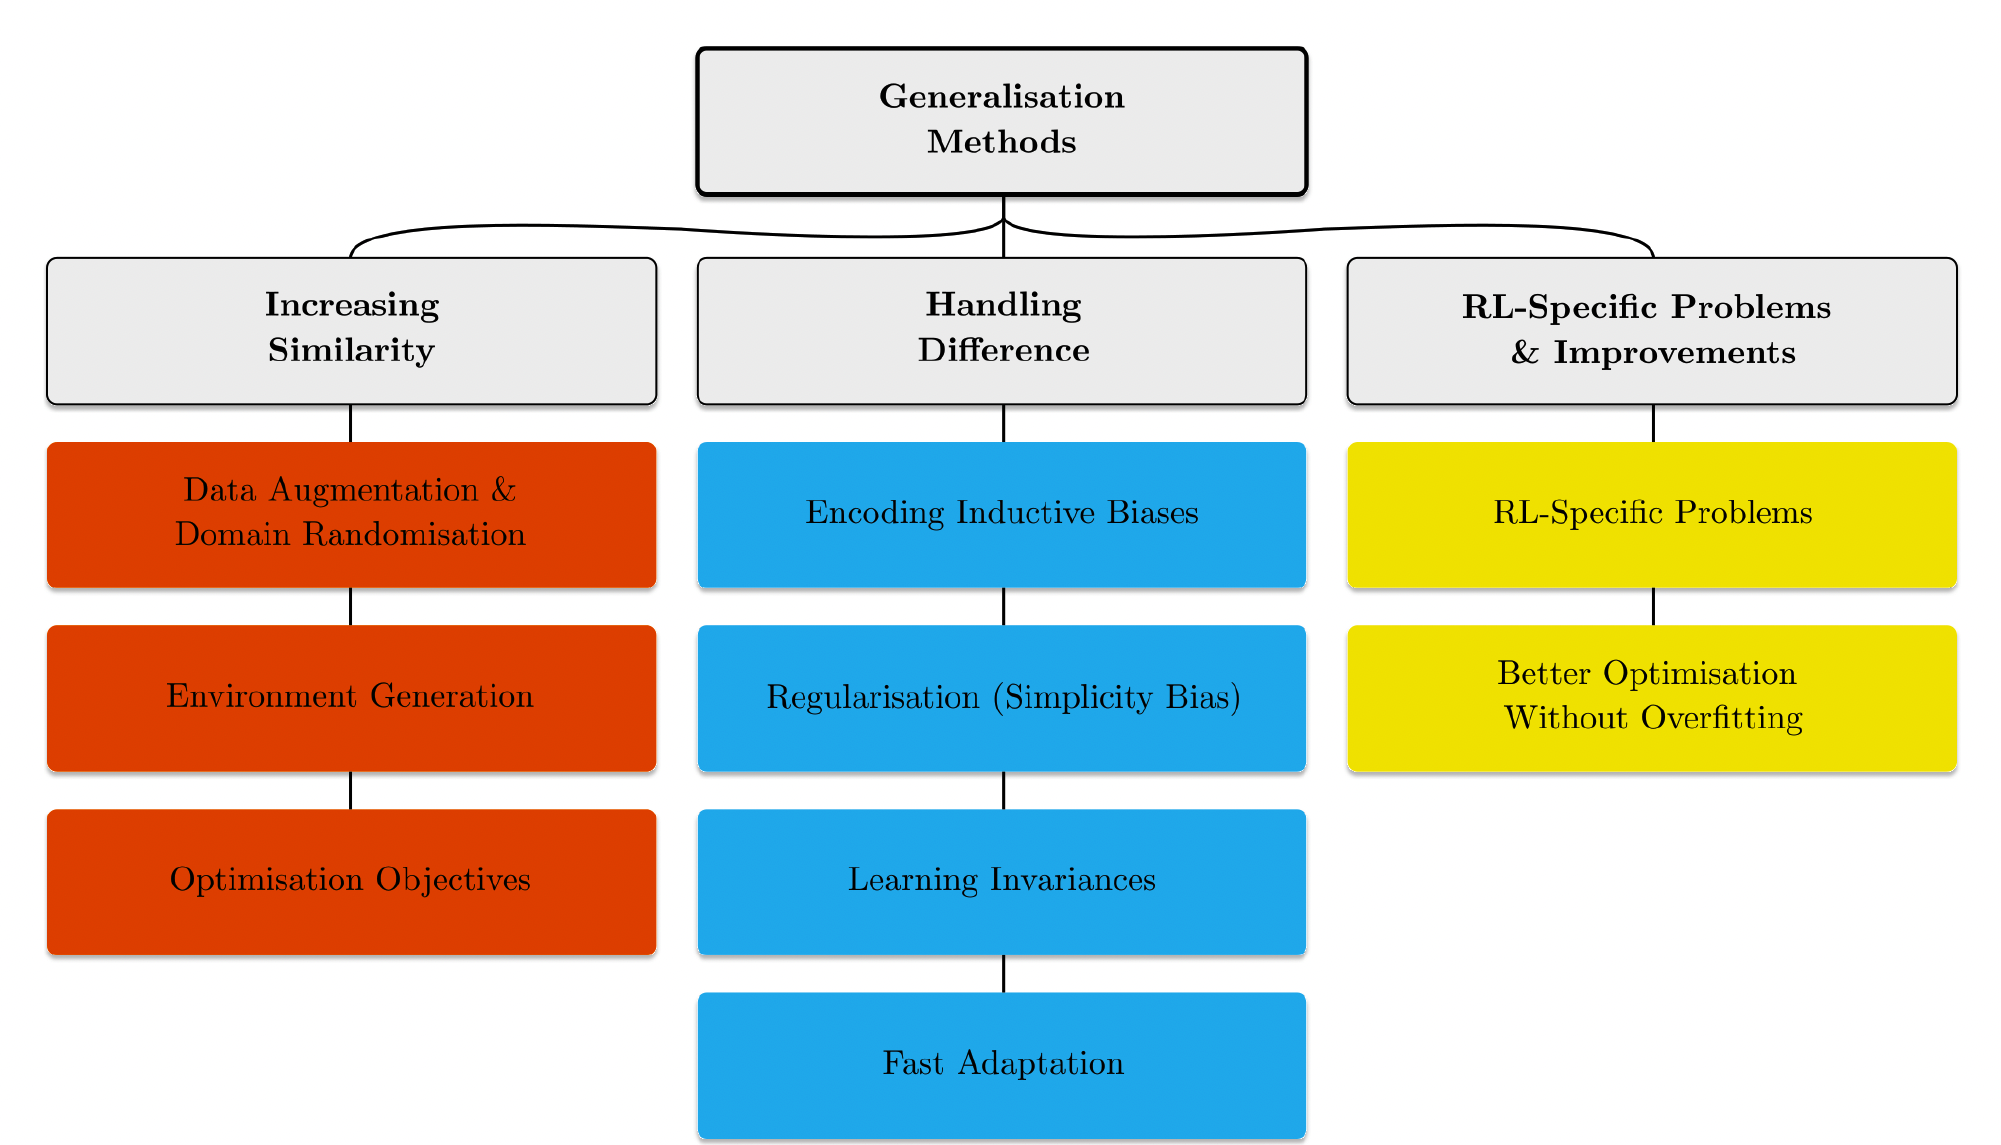 Generalisation
Methods
Increasing
Similarity
Handling
Difference
RL-Specific Problems
& Improvements
Data Augmentation &
Domain Randomisation
Encoding Inductive Biases
RL-Specific Problems
Environment Generation
Regularisation (Simplicity Bias)
Better Optimisation
Without Overfitting
Optimisation Objectives
Learning Invariances
Fast Adaptation